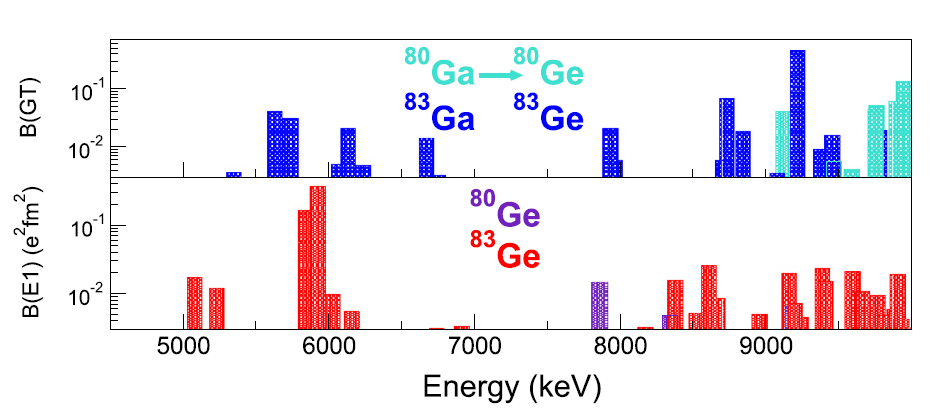 B(GT)
10⁻¹
10⁻²
⁸⁰Ga → ⁸⁰Ge
⁸³Ga ⁸³Ge
B(E1) (e²fm²)
10⁻¹
10⁻²
⁸⁰Ge
⁸³Ge
5000 6000 7000 8000 9000
Energy (keV)